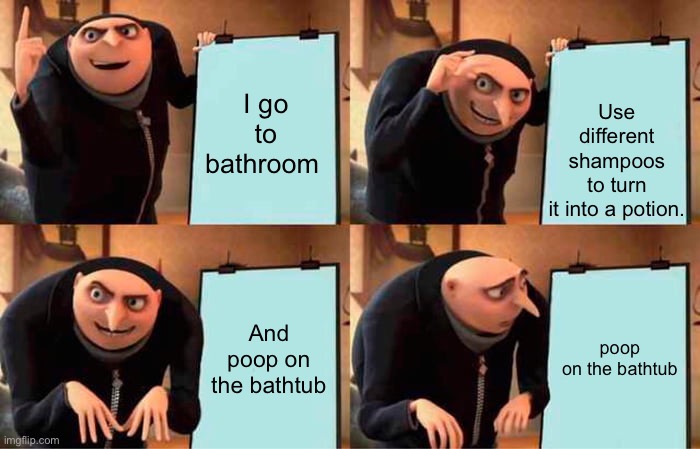 I go
to
bathroom
Use
different
shampoos
to turn
it into a potion.
And
poop on
the bathtub
poop
on the bathtub
imgflip.com